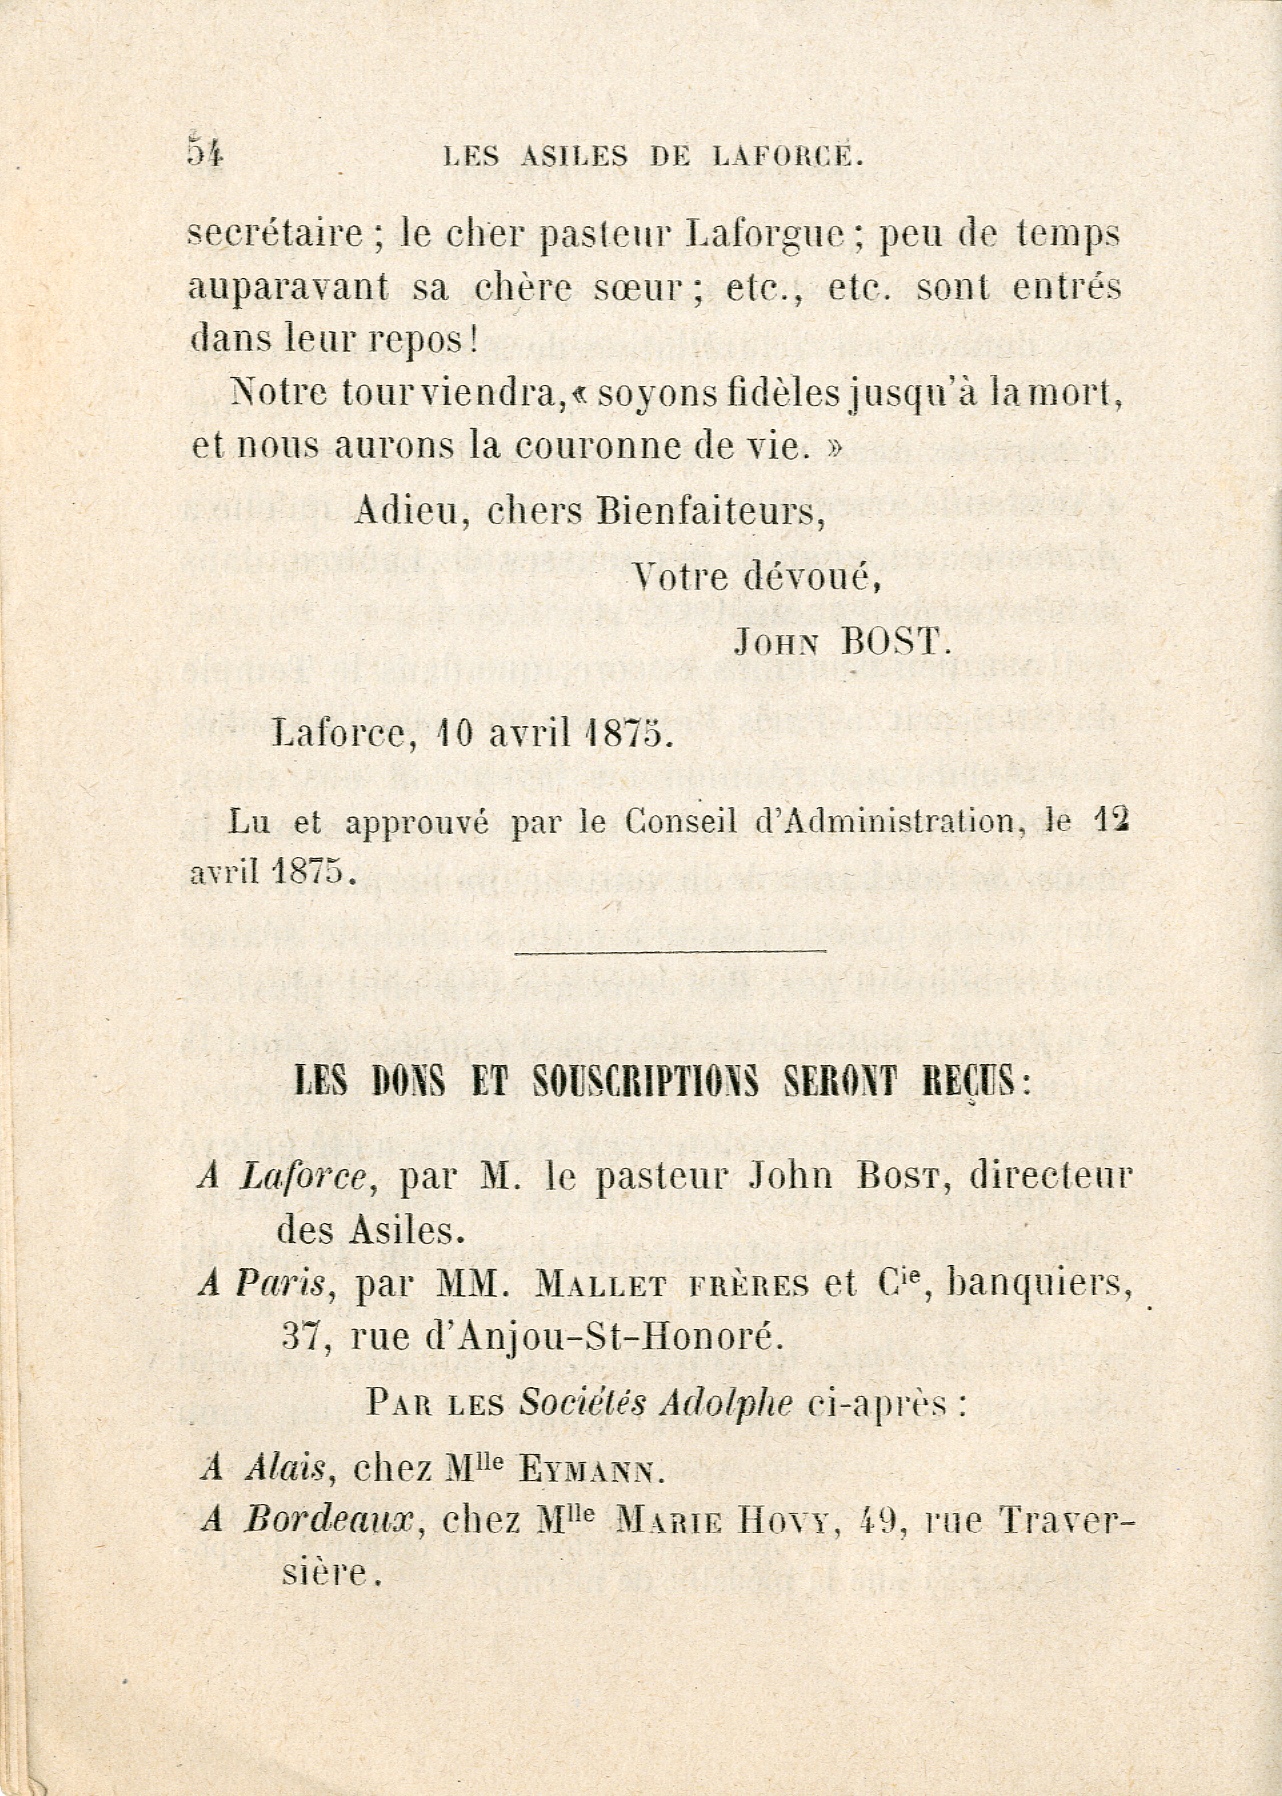 54 LES ASILES DE LAFORCE.
secrétaire ; le cher pasteur Laforgue ; peu de temps
auparavant sa chère sœur ; etc., etc. sont entrés
dans leur repos !
Notre tour viendra, « soyons fidèles jusqu'à la mort,
et nous aurons la couronne de vie. »
Adieu, chers Bienfaiteurs,
Votre dévoué,
JOHN BOST.
Laforce, 10 avril 1875.
Lu et approuvé par le Conseil d'Administration, le 12
avril 1875.
LES DONS ET SOUSCRIPTIONS SERONT REÇUS :
A Laforce, par M. le pasteur John BOST, directeur
des Asiles.
A Paris, par MM. MALLET FRÈRES et Cie, banquiers,
37, rue d'Anjou-St-Honoré.
PAR LES Sociétés Adolphe ci-après :
A Alais, chez Mlle EYMANN.
A Bordeaux, chez Mlle MARIE HOVY, 49, rue Traver-
sière.